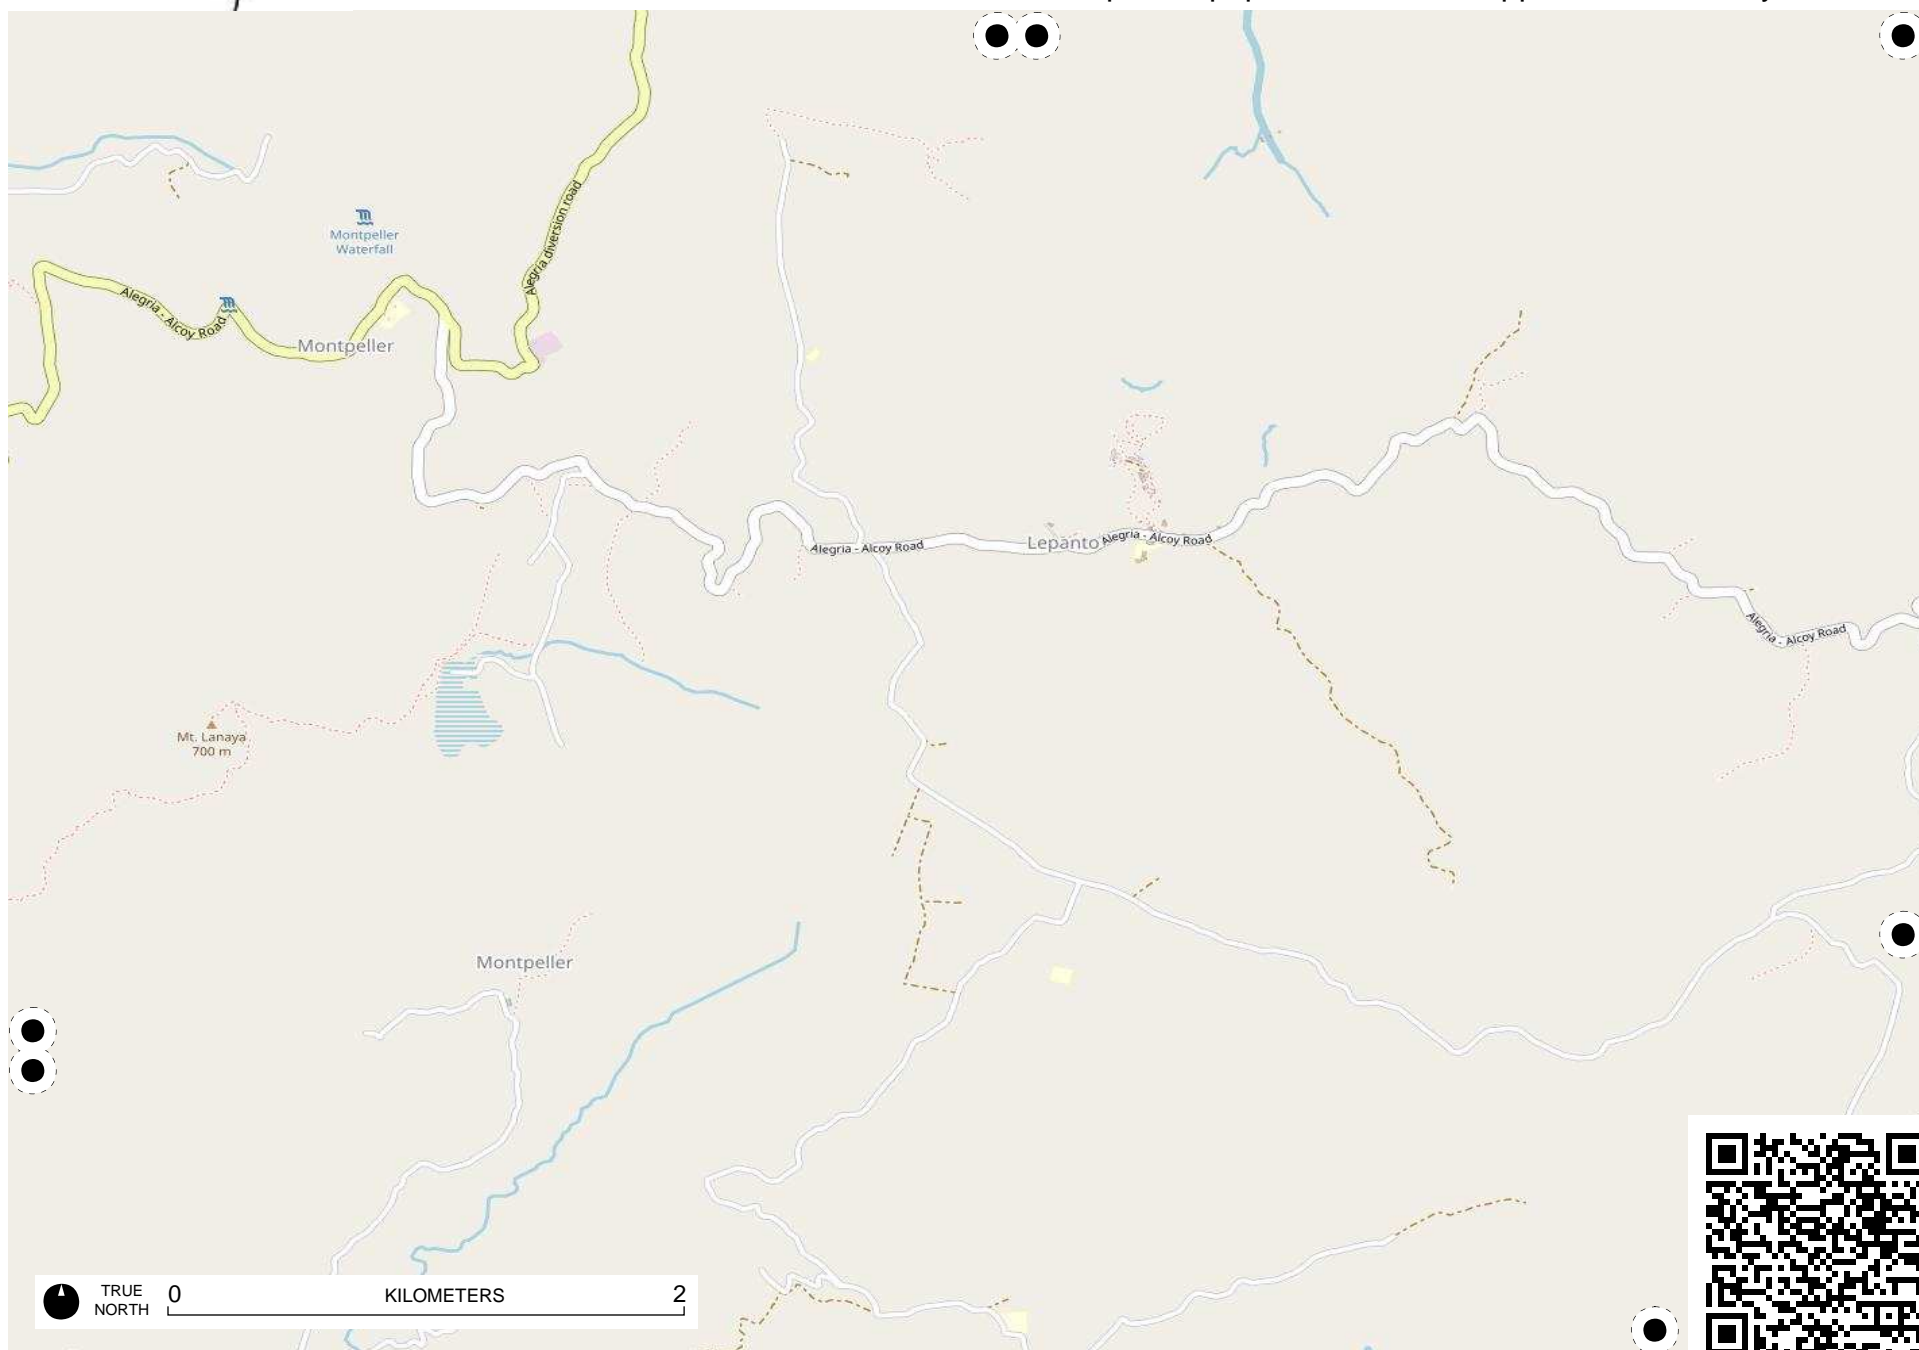 Alegria diversion road
Montpeller
Waterfall
Alegria - Alcoy Road
Montpeller
Alegria - Alcoy Road
Lepanto
Alegria - Alcoy Road
Alegria - Alcoy Road
Mt. Lanaya
700 m
Montpeller
TRUE
NORTH
0
KILOMETERS
2